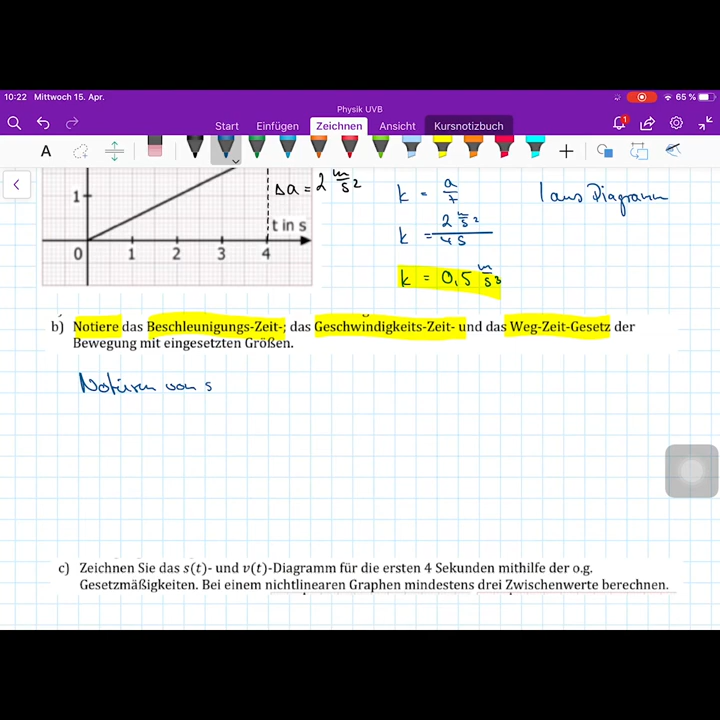 10:22 Mittwoch 15. Apr. 65 %
Physik UVB
Start Einfügen Zeichnen Ansicht Kursnotizbuch
1
A
1
Δa = 2 m/s²
k = a/t
1 aus Diagramm
t in s
k = 2 m/s² / 4s
0 1 2 3 4
k = 0,5 m/s³
b) Notiere das Beschleunigungs-Zeit-; das Geschwindigkeits-Zeit- und das Weg-Zeit-Gesetz der
Bewegung mit eingesetzten Größen.
Notieren von s
c) Zeichnen Sie das s(t)- und v(t)-Diagramm für die ersten 4 Sekunden mithilfe der o.g.
Gesetzmäßigkeiten. Bei einem nichtlinearen Graphen mindestens drei Zwischenwerte berechnen.